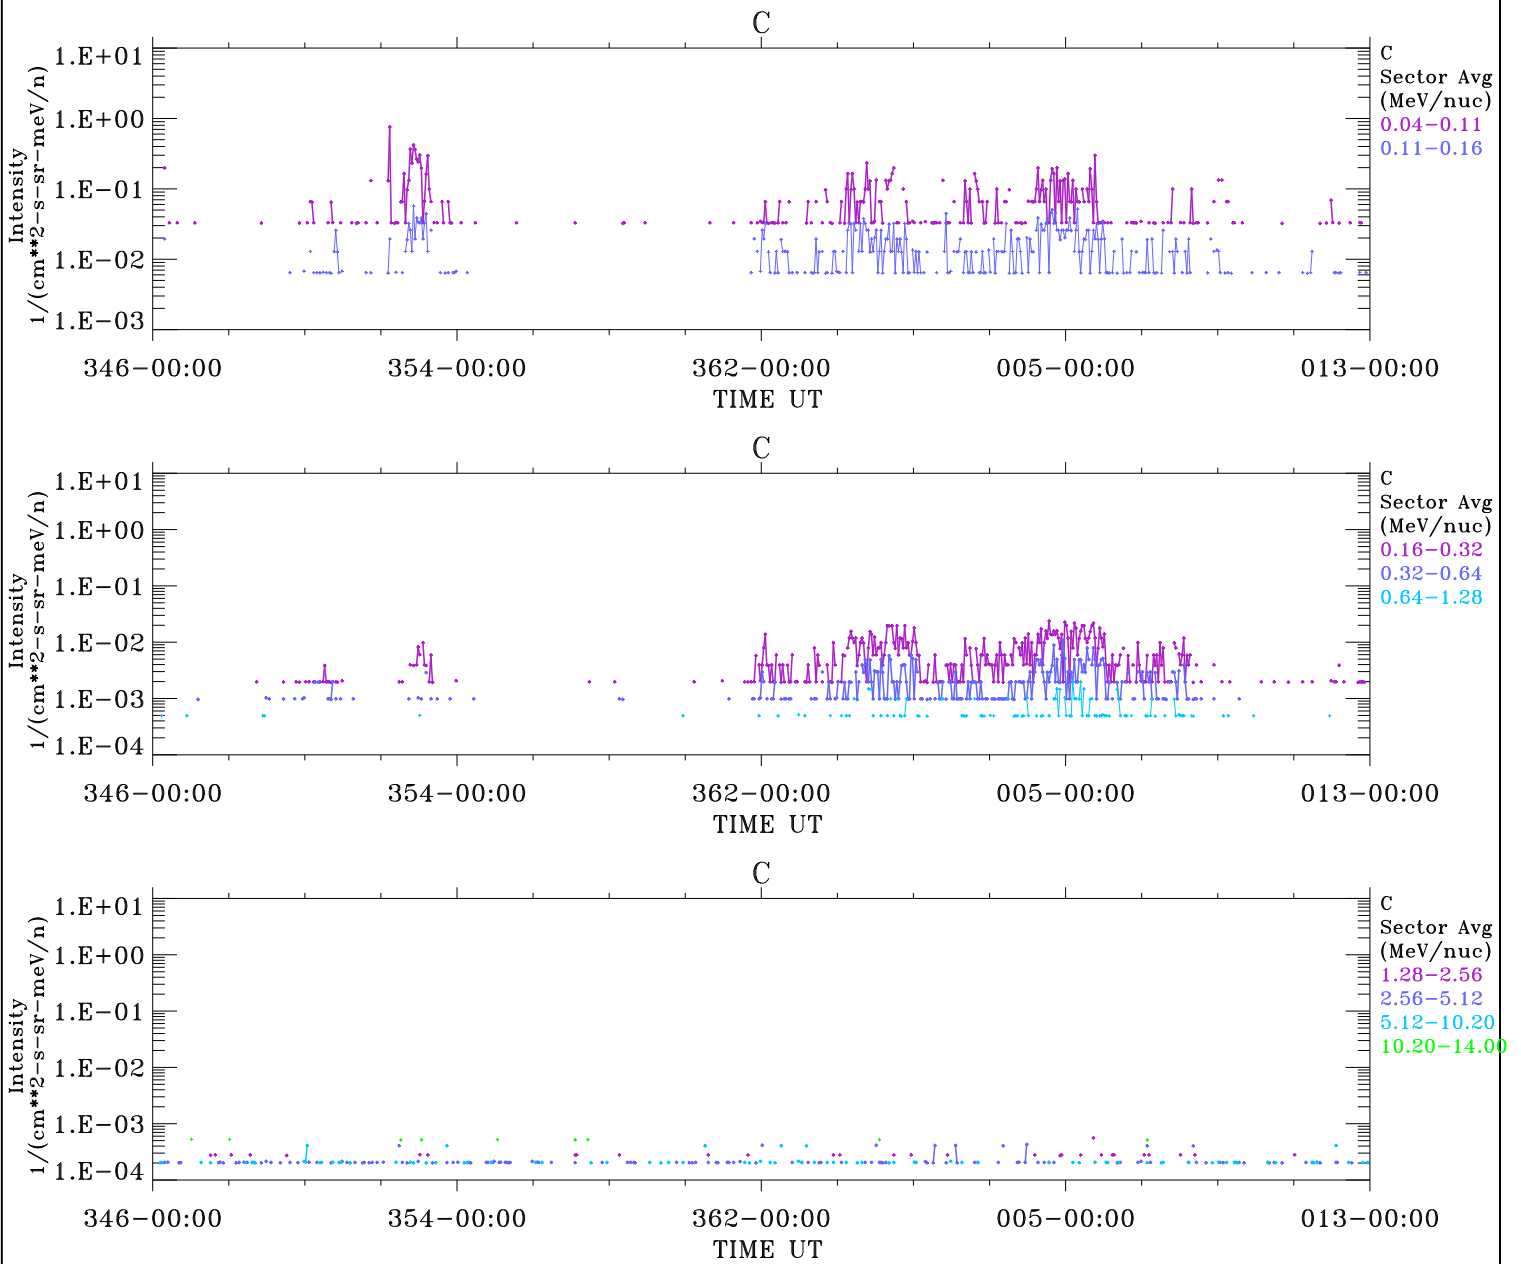 C
1.E+01
1.E+00
1.E-01
1.E-02
1.E-03
Intensity
1/(cm**2-s-sr-meV/n)
C
Sector Avg
(MeV/nuc)
0.04-0.11
0.11-0.16
346-00:00 354-00:00 362-00:00 005-00:00 013-00:00
TIME UT
C
1.E+01
1.E+00
1.E-01
1.E-02
1.E-03
1.E-04
Intensity
1/(cm**2-s-sr-meV/n)
C
Sector Avg
(MeV/nuc)
0.16-0.32
0.32-0.64
0.64-1.28
346-00:00 354-00:00 362-00:00 005-00:00 013-00:00
TIME UT
C
1.E+01
1.E+00
1.E-01
1.E-02
1.E-03
1.E-04
Intensity
1/(cm**2-s-sr-meV/n)
C
Sector Avg
(MeV/nuc)
1.28-2.56
2.56-5.12
5.12-10.20
10.20-14.00
346-00:00 354-00:00 362-00:00 005-00:00 013-00:00
TIME UT